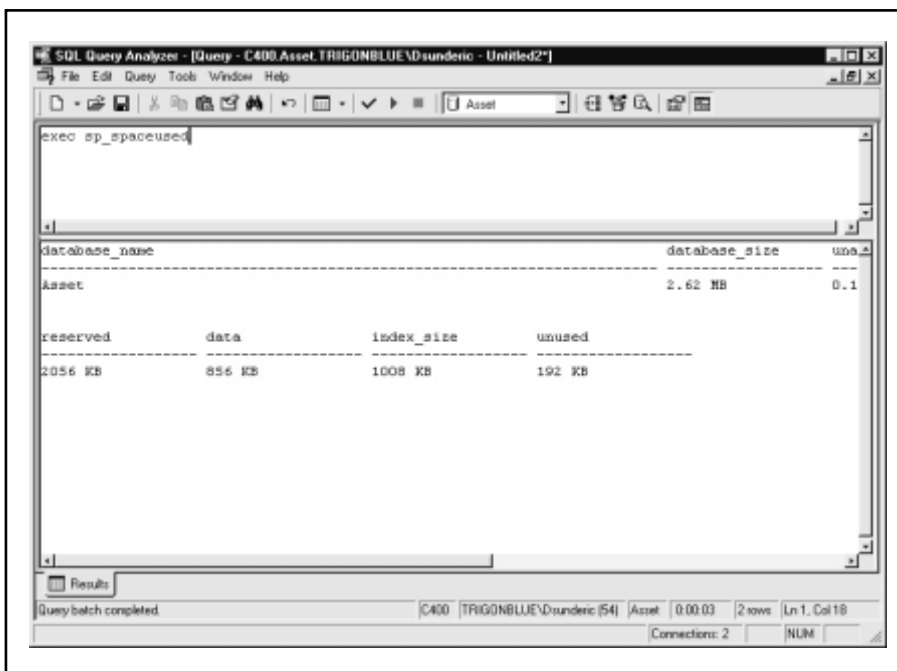 SQL Query Analyzer - [Query - C400.Asset.TRIGONBLUE\Dsunderic - Untitled2*]
File Edit Query Tools Window Help
Asset
exec sp_spaceused
database_name database_size una
------------------------------------------------------------------- ------------------ ---
Asset 2.62 MB 0.1
reserved data index_size unused
------------------ ------------------ ------------------ ------------------
2056 KB 856 KB 1008 KB 192 KB
Results
Query batch completed. C400 TRIGONBLUE\Dsunderic (54) Asset 0:00:03 2 rows Ln 1, Col 18
Connections: 2 NUM